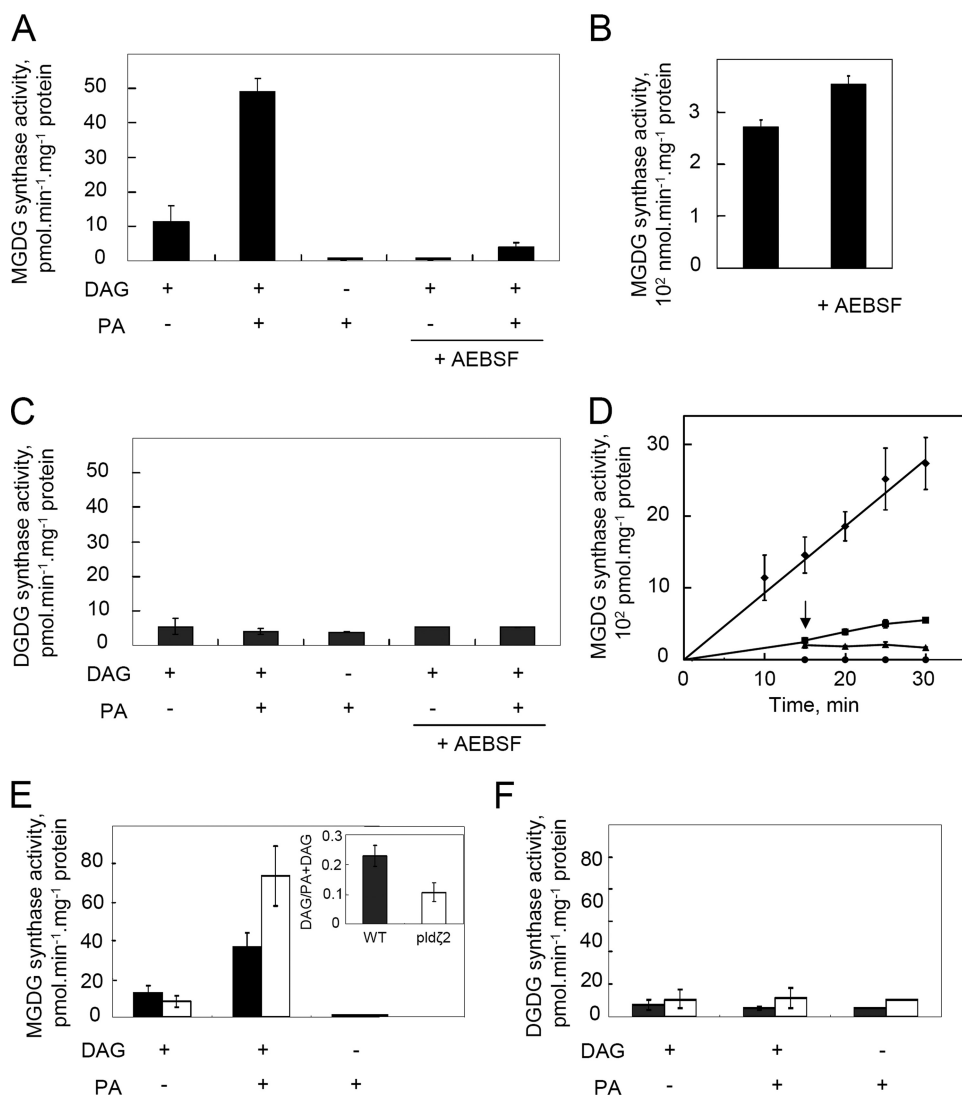 A
MGDG synthase activity,
pmol.min⁻¹.mg⁻¹ protein
50
40
30
20
10
0
DAG + + - + +
PA - + + - +
+ AEBSF
B
MGDG synthase activity,
10² nmol.min⁻¹.mg⁻¹ protein
3
2
1
+ AEBSF
C
DGDG synthase activity,
pmol.min⁻¹.mg⁻¹ protein
50
40
30
20
10
0
DAG + + - + +
PA - + + - +
+ AEBSF
D
MGDG synthase activity,
10² pmol.mg⁻¹ protein
30
20
10
0
0 10 20 30
Time, min
E
MGDG synthase activity,
pmol.min⁻¹.mg⁻¹ protein
80
60
40
20
0
DAG/PA+DAG
0.3
0.2
0.1
0
WT pldζ2
DAG + + -
PA - + +
F
DGDG synthase activity,
pmol.min⁻¹.mg⁻¹ protein
80
60
40
20
0
DAG + + -
PA - + +